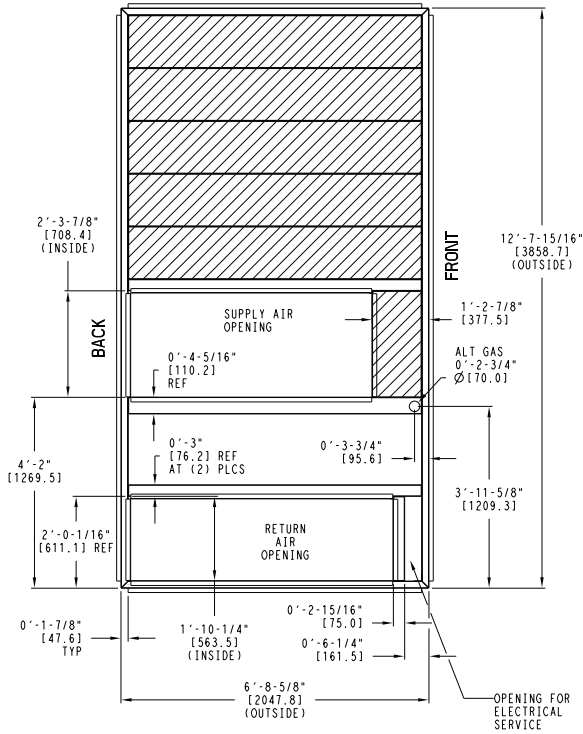 2'-3-7/8"
[708.4]
(INSIDE)
12'-7-15/16"
[3858.7]
(OUTSIDE)
FRONT
SUPPLY AIR
OPENING
1'-2-7/8"
[377.5]
BACK
0'-4-5/16"
[110.2]
REF
ALT GAS
0'-2-3/4"
Ø[70.0]
0'-3"
[76.2] REF
AT (2) PLCS
0'-3-3/4"
[95.6]
4'-2"
[1269.5]
3'-11-5/8"
[1209.3]
2'-0-1/16"
[611.1] REF
RETURN
AIR
OPENING
0'-1-7/8"
[47.6]
TYP
1'-10-1/4"
[563.5]
(INSIDE)
0'-2-15/16"
[75.0]
0'-6-1/4"
[161.5]
6'-8-5/8"
[2047.8]
(OUTSIDE)
OPENING FOR
ELECTRICAL
SERVICE